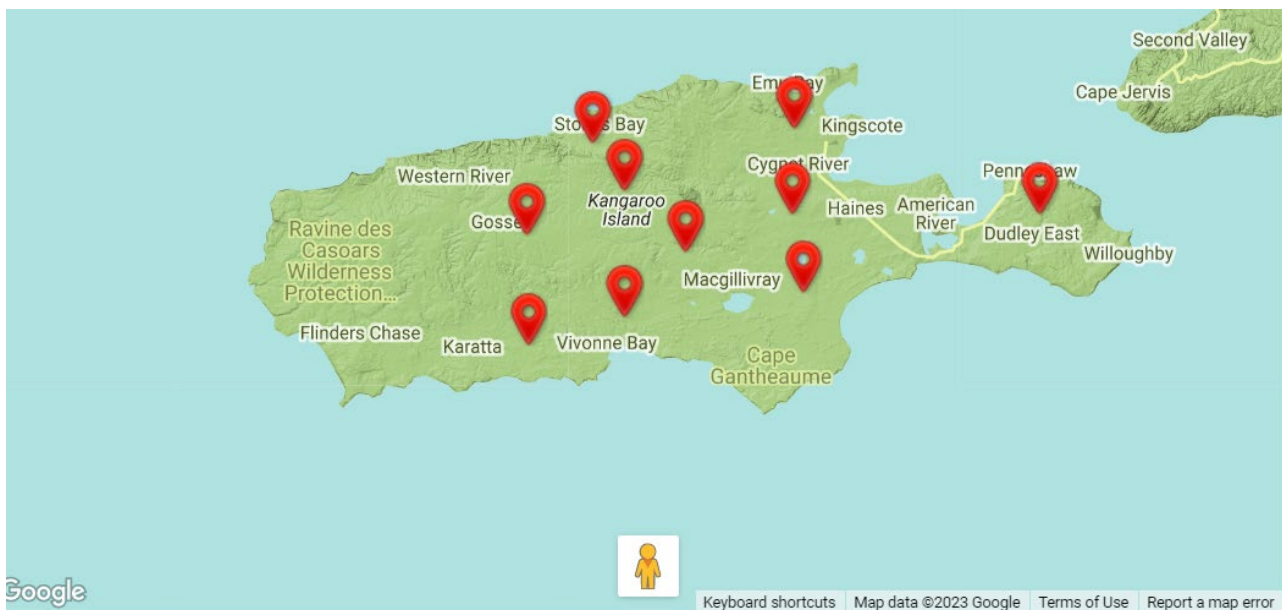 Second Valley
Cape Jervis
Kingscote
Western River
Kangaroo
Island
Haines
American
River
Dudley East
Willoughby
Ravine des
Casoars
Wilderness
Protection...
Macgillivray
Flinders Chase
Karatta
Vivonne Bay
Cape
Gantheaume
Google
Keyboard shortcuts
Map data ©2023 Google
Terms of Use
Report a map error